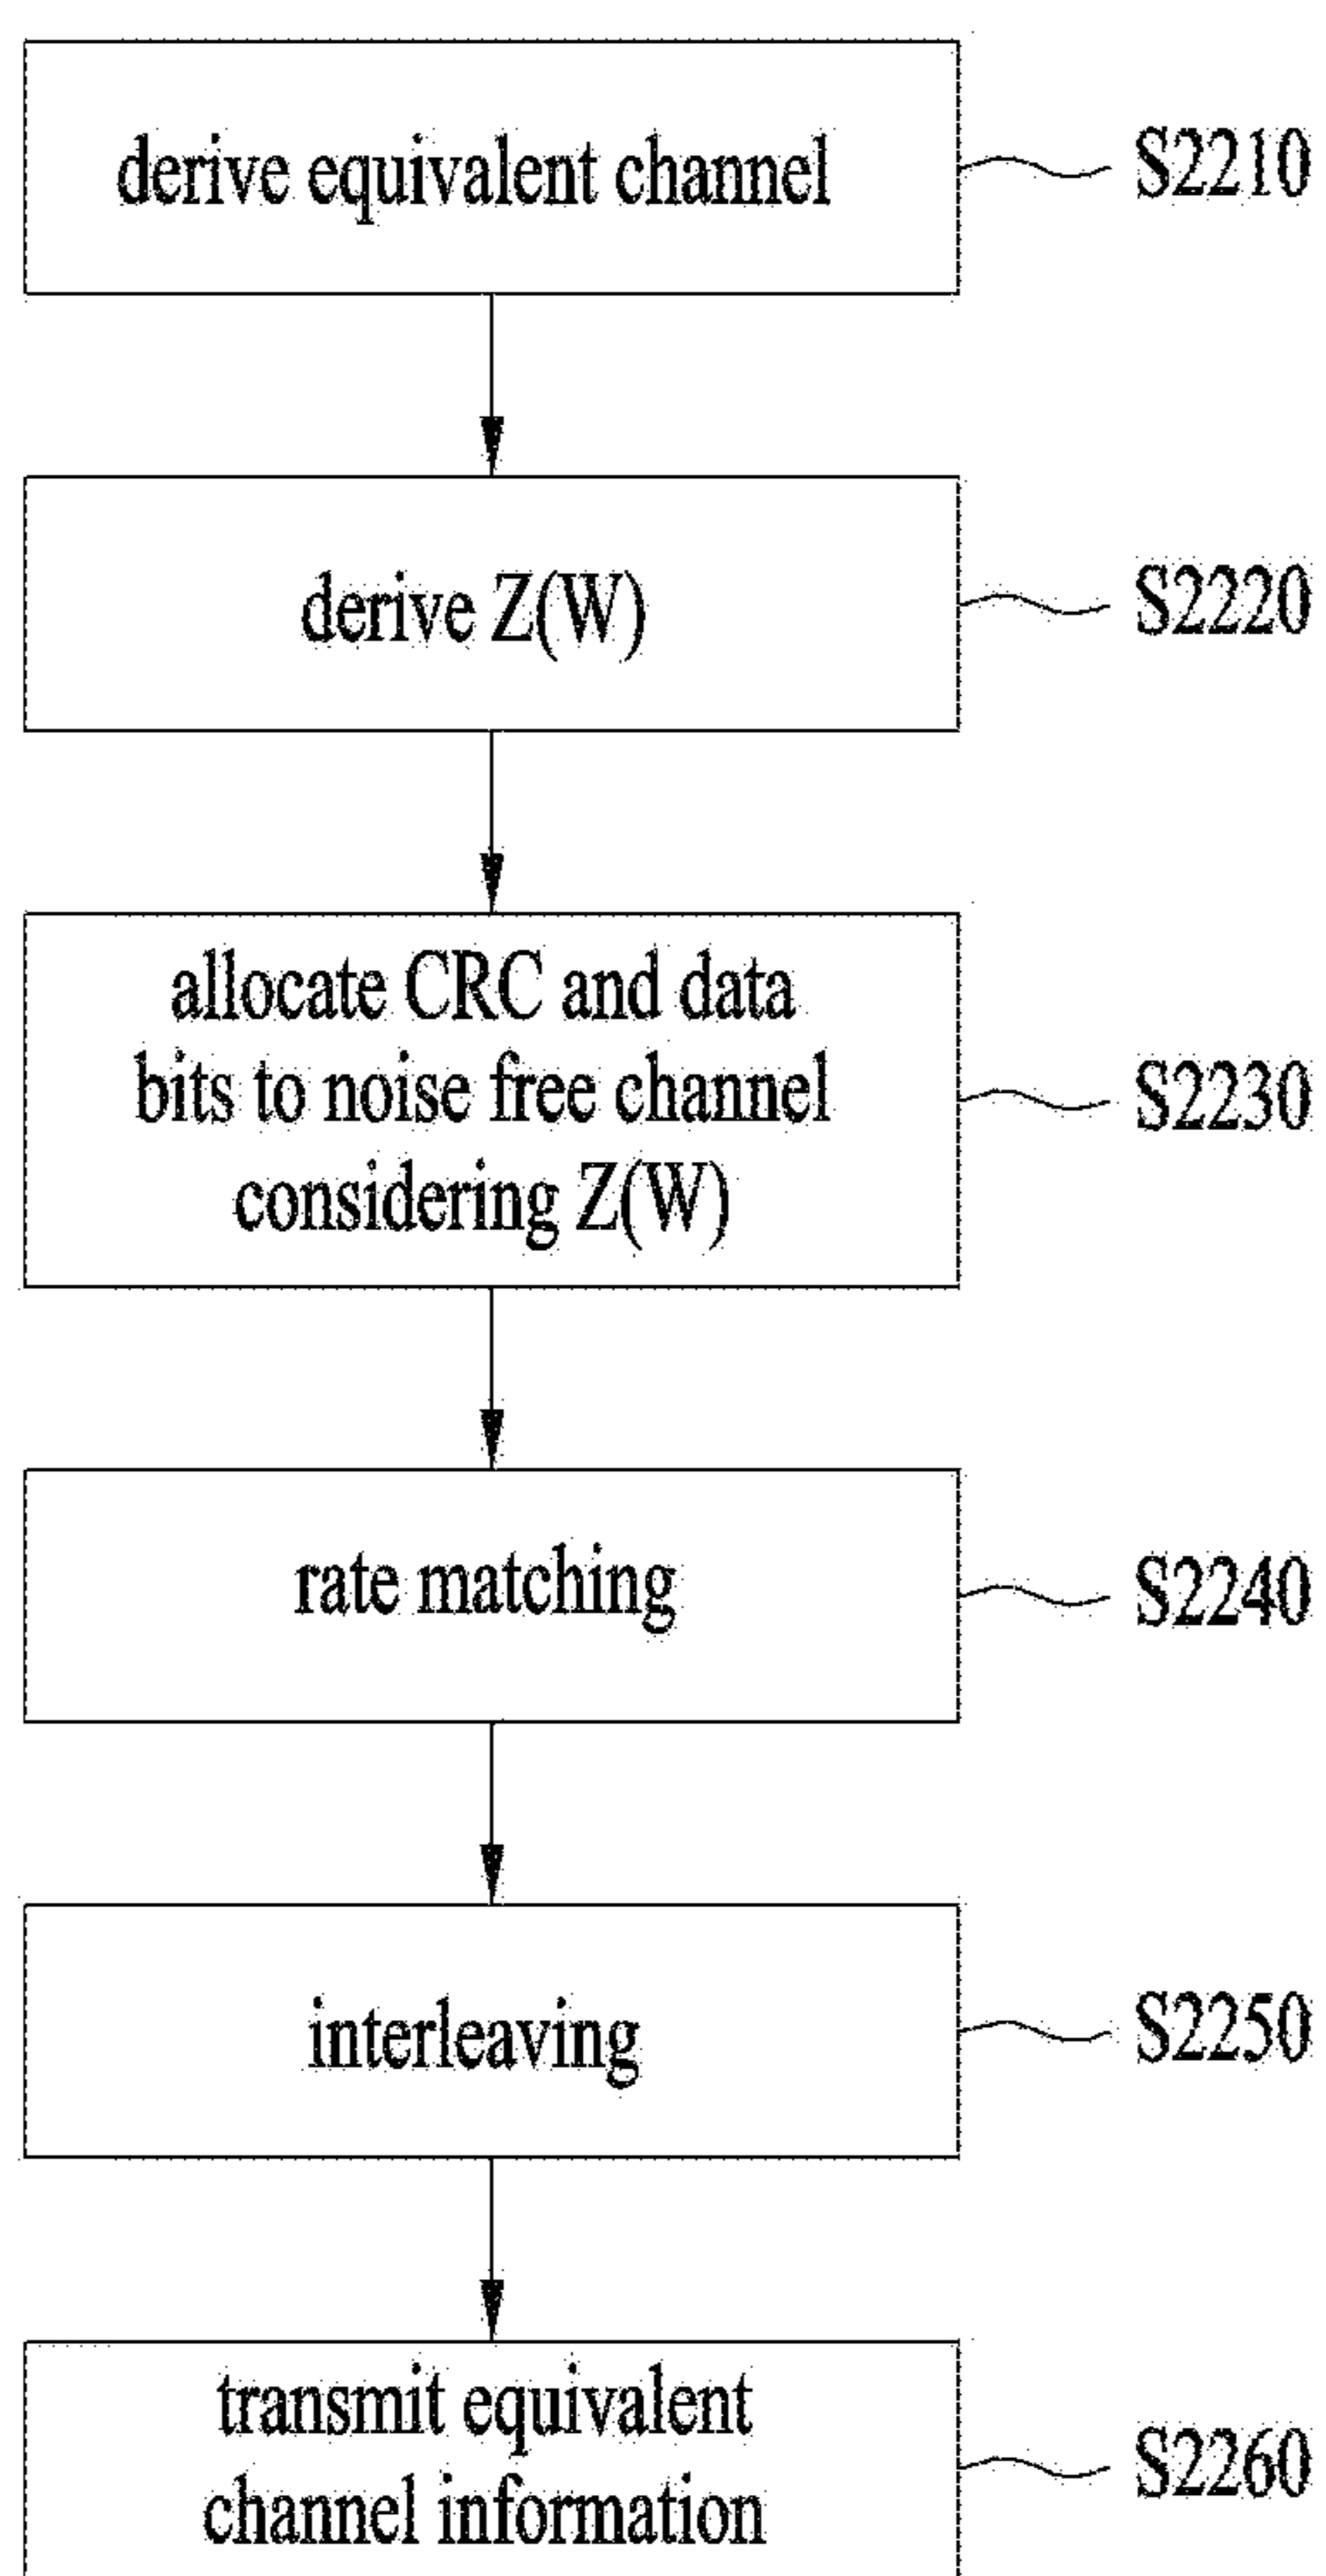 derive equivalent channel
S2210
derive Z(W)
S2220
allocate CRC and data
bits to noise free channel
considering Z(W)
S2230
rate matching
S2240
interleaving
S2250
transmit equivalent
channel information
S2260